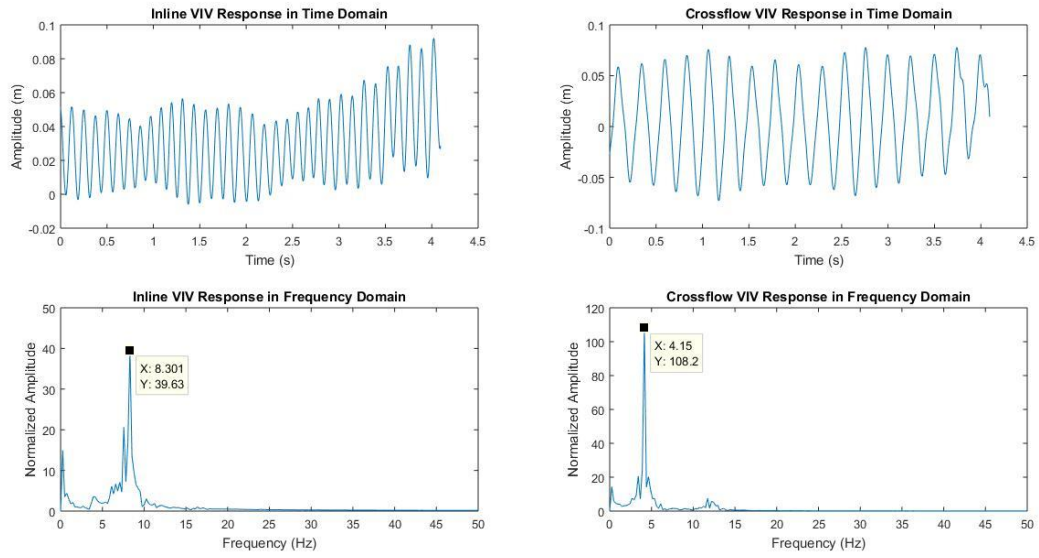 Inline VIV Response in Time Domain
0.1
0.08
0.06
0.04
0.02
0
-0.02
Amplitude (m)
0 0.5 1 1.5 2 2.5 3 3.5 4 4.5
Time (s)
Crossflow VIV Response in Time Domain
0.1
0.05
0
-0.05
-0.1
Amplitude (m)
0 0.5 1 1.5 2 2.5 3 3.5 4 4.5
Time (s)
Inline VIV Response in Frequency Domain
50
40
30
20
10
0
Normalized Amplitude
X: 8.301
Y: 39.63
0 5 10 15 20 25 30 35 40 45 50
Frequency (Hz)
Crossflow VIV Response in Frequency Domain
120
100
80
60
40
20
0
Normalized Amplitude
X: 4.15
Y: 108.2
0 5 10 15 20 25 30 35 40 45 50
Frequency (Hz)